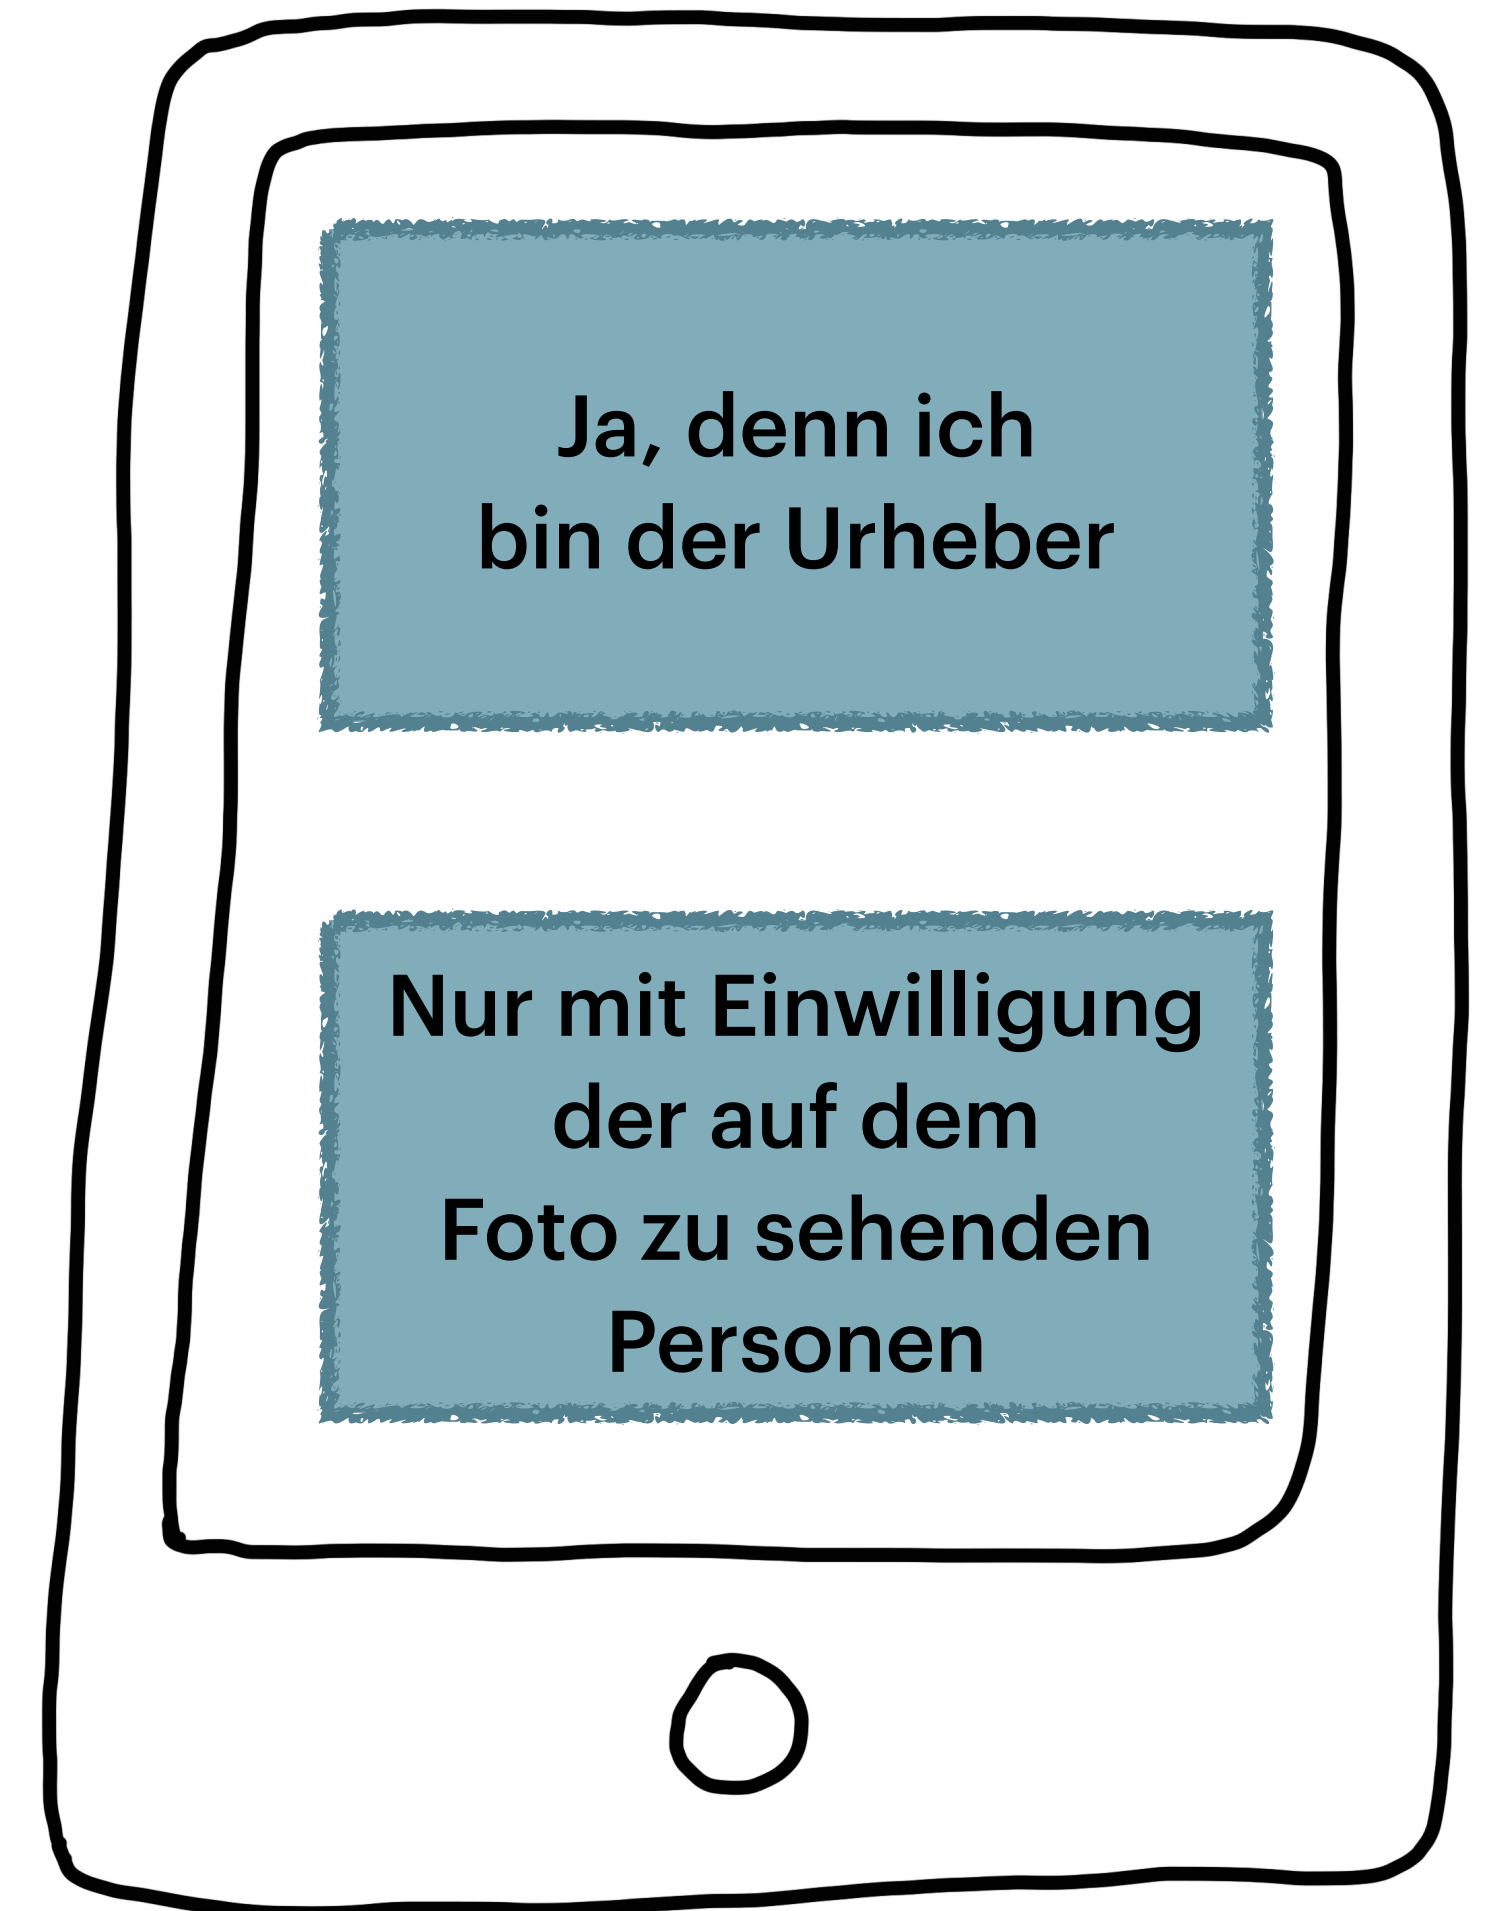 Ja, denn ich
bin der Urheber
Nur mit Einwilligung
der auf dem
Foto zu sehenden
Personen